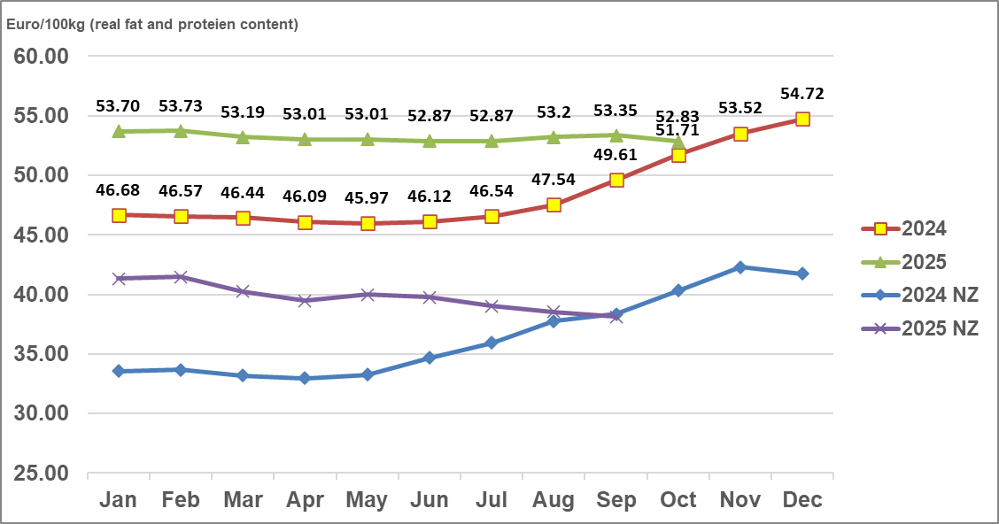 Euro/100kg (real fat and proteien content)
60.00
55.00
50.00
45.00
40.00
35.00
30.00
25.00
53.70 53.73 53.19 53.01 53.01 52.87 52.87 53.2 53.35 52.83
46.68 46.57 46.44 46.09 45.97 46.12 46.54 47.54 49.61 51.71 53.52 54.72
Jan Feb Mar Apr May Jun Jul Aug Sep Oct Nov Dec
2024
2025
2024 NZ
2025 NZ